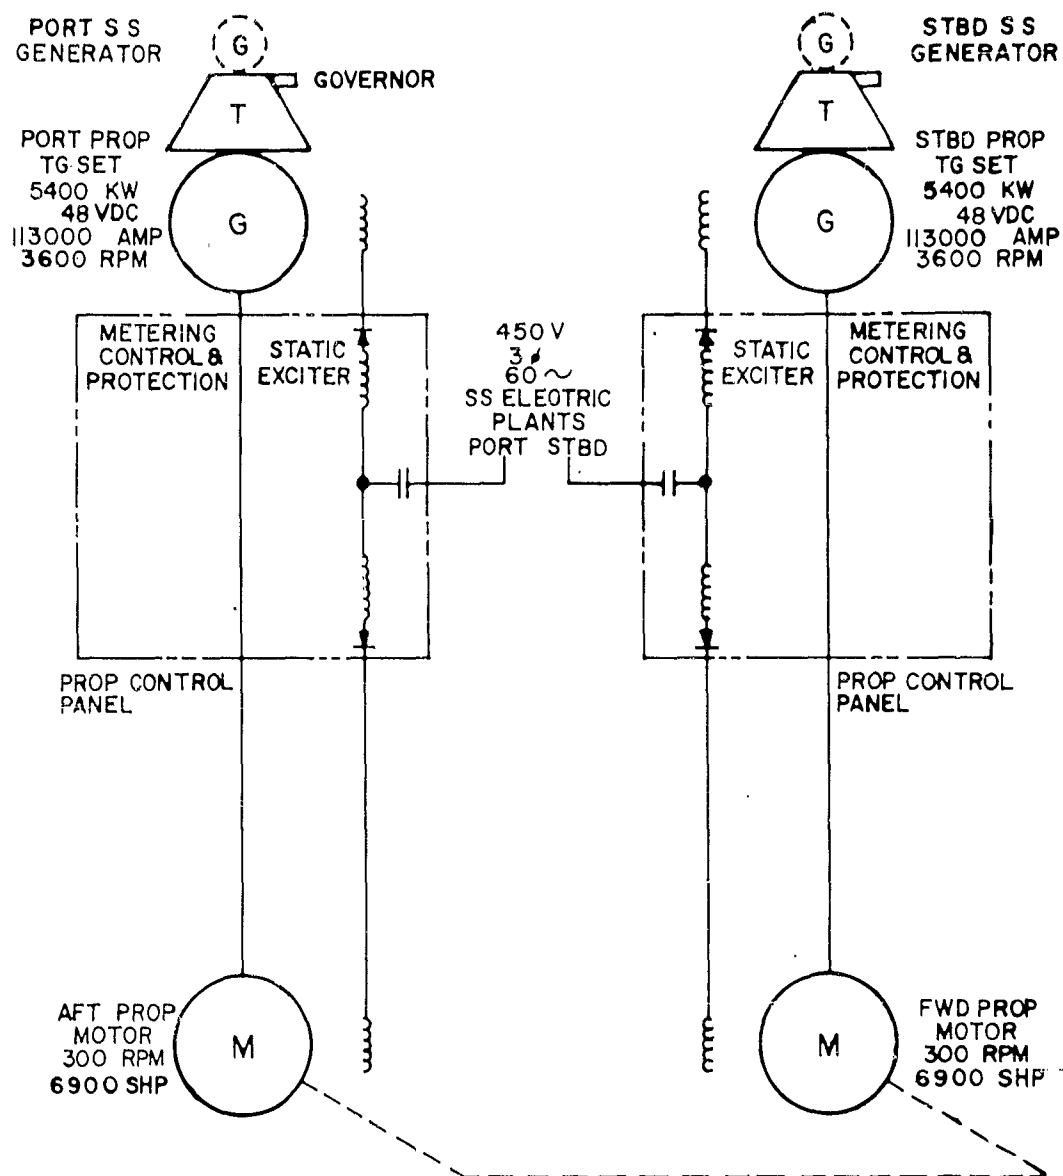 PORT S S
GENERATOR
G
GOVERNOR
T
PORT PROP
TG SET
5400 KW
48 VDC
113000 AMP
3600 RPM
G
STBD S S
GENERATOR
G
T
STBD PROP
TG SET
5400 KW
48 VDC
113000 AMP
3600 RPM
G
METERING
CONTROL &
PROTECTION
STATIC
EXCITER
450 V
3 ϕ
60 ~
SS ELECTRIC
PLANTS
PORT STBD
STATIC
EXCITER
METERING
CONTROL &
PROTECTION
PROP CONTROL
PANEL
PROP CONTROL
PANEL
AFT PROP
MOTOR
300 RPM
6900 SHP
M
M
FWD PROP
MOTOR
300 RPM
6900 SHP